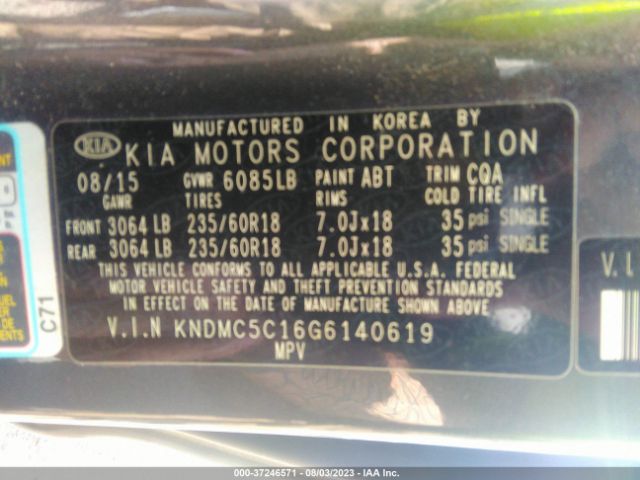 MANUFACTURED IN KOREA BY
KIA KIA MOTORS CORPORATION
08/15 GVWR 6085LB PAINT ABT TRIM CQA
GAWR TIRES RIMS COLD TIRE INFL
FRONT 3064 LB 235/60R18 7.0Jx18 35 psi SINGLE
REAR 3064 LB 235/60R18 7.0Jx18 35 psi SINGLE
THIS VEHICLE CONFORMS TO ALL APPLICABLE U.S.A. FEDERAL
MOTOR VEHICLE SAFETY AND THEFT PREVENTION STANDARDS
IN EFFECT ON THE DATE OF MANUFACTURE SHOWN ABOVE
V.I.N KNDMC5C16G6140619
MPV
C71
V.I
000-37246571 - 08/03/2023 - IAA Inc.